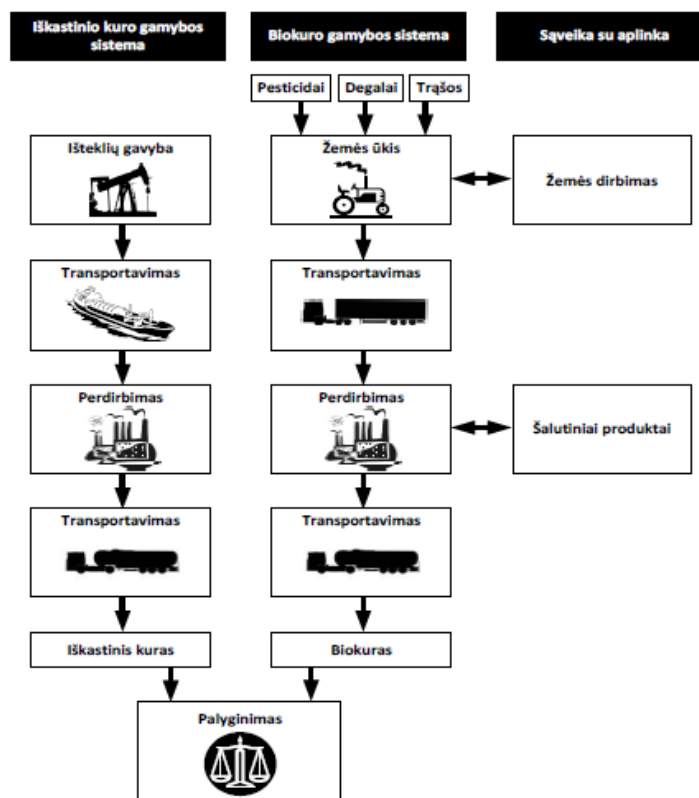 Iškastinio kuro gamybos
sistema
Biokuro gamybos sistema
Sąveika su aplinka
Pesticidai
Degalai
Trąšos
Išteklių gavyba
Žemės ūkis
Žemės dirbimas
Transportavimas
Transportavimas
Perdirbimas
Perdirbimas
Šalutiniai produktai
Transportavimas
Transportavimas
Iškastinis kuras
Biokuras
Palyginimas